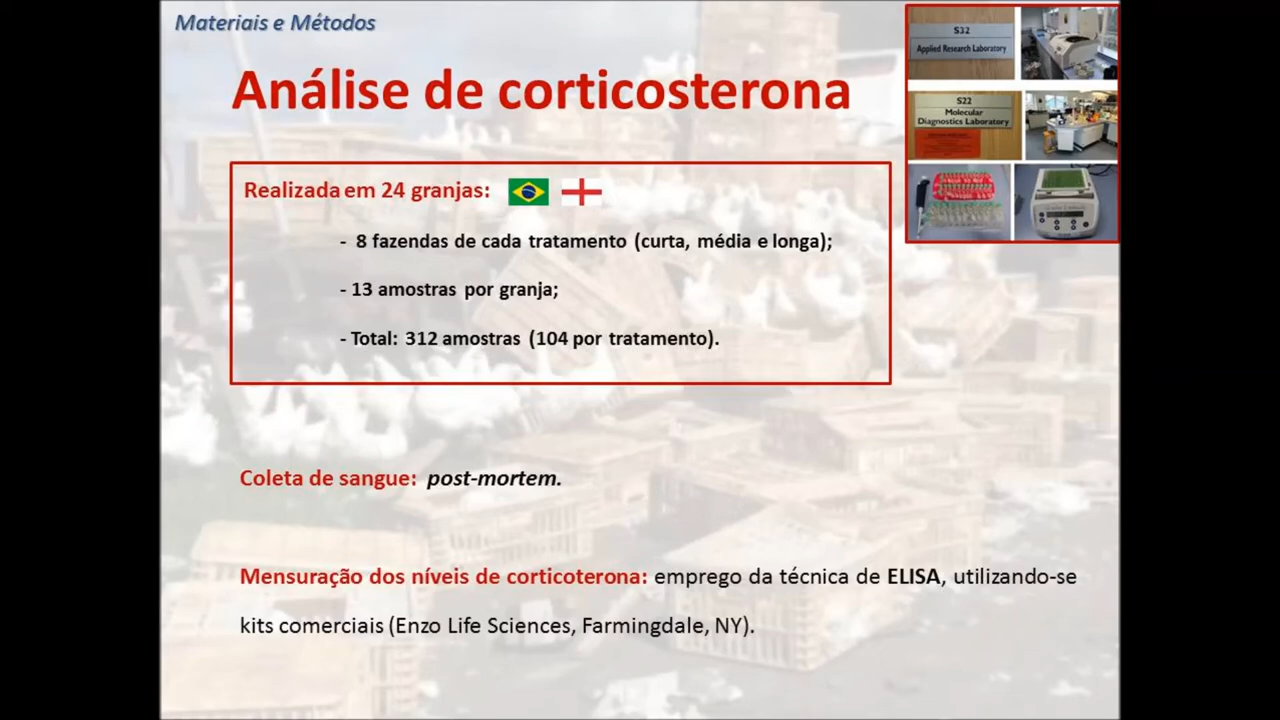 Materiais e Métodos
Análise de corticosterona
S32
Applied Research Laboratory
S22
Molecular
Diagnostics Laboratory
Realizada em 24 granjas:
- 8 fazendas de cada tratamento (curta, média e longa);
- 13 amostras por granja;
- Total: 312 amostras (104 por tratamento).
Coleta de sangue: post-mortem.
Mensuração dos níveis de corticoterona: emprego da técnica de ELISA, utilizando-se
kits comerciais (Enzo Life Sciences, Farmingdale, NY).